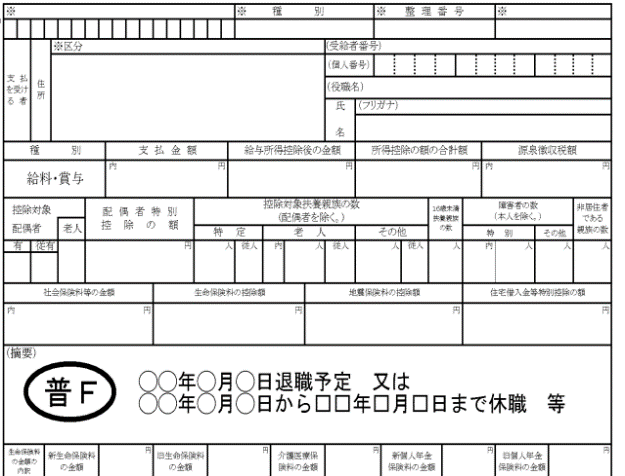 ※ ※ 種 別 ※ 整 理 番 号 ※
※区分
(受給者番号)
(個人番号)
(役職名)
支払を受ける者
住所
氏名
(フリガナ)
種 別 支 払 金 額 給与所得控除後の金額 所得控除の額の合計額 源泉徴収税額
給料・賞与
内 円 円 円 内 円
控除対象配偶者
老人
配 偶 者 特 別 控 除 の 額
控除対象扶養親族の数
(配偶者を除く。)
16歳未満扶養親族の数
障害者の数
(本人を除く。)
非居住者である親族の数
有 従有
特 定 老 人 その他 特 別 その他
円 人 従人 内 人 従人 人 従人 人 内 人 人 人
社会保険料等の金額 生命保険料の控除額 地震保険料の控除額 住宅借入金等特別控除の額
内 円 円 円 円
(摘要)
普F
○○年○月○日退職予定 又は
○○年○月○日から□□年□月□日まで休職 等
生命保険料の金額の内訳
新生命保険料の金額 円 旧生命保険料の金額 円 介護医療保険料の金額 円 新個人年金保険料の金額 円 旧個人年金保険料の金額 円